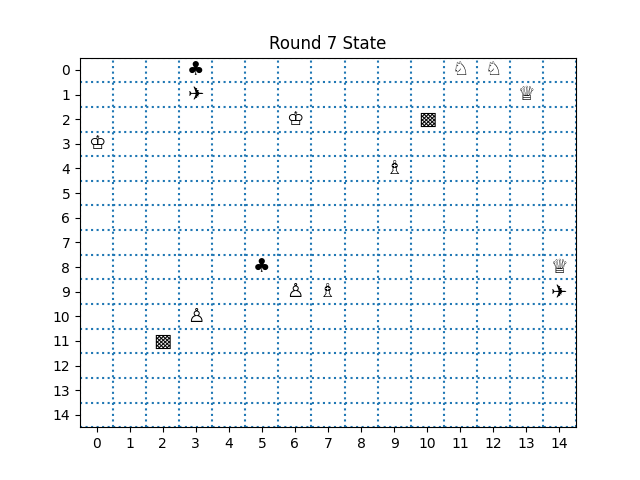 Round 7 State
0 ♣ ♘ ♘
1 ✈ ♕
2 ♔ ▩
3 ♔
4 ♗
5
6
7
8 ♣ ♕
9 ♙ ♗ ✈
10 ♙
11 ▩
12
13
14
0 1 2 3 4 5 6 7 8 9 10 11 12 13 14